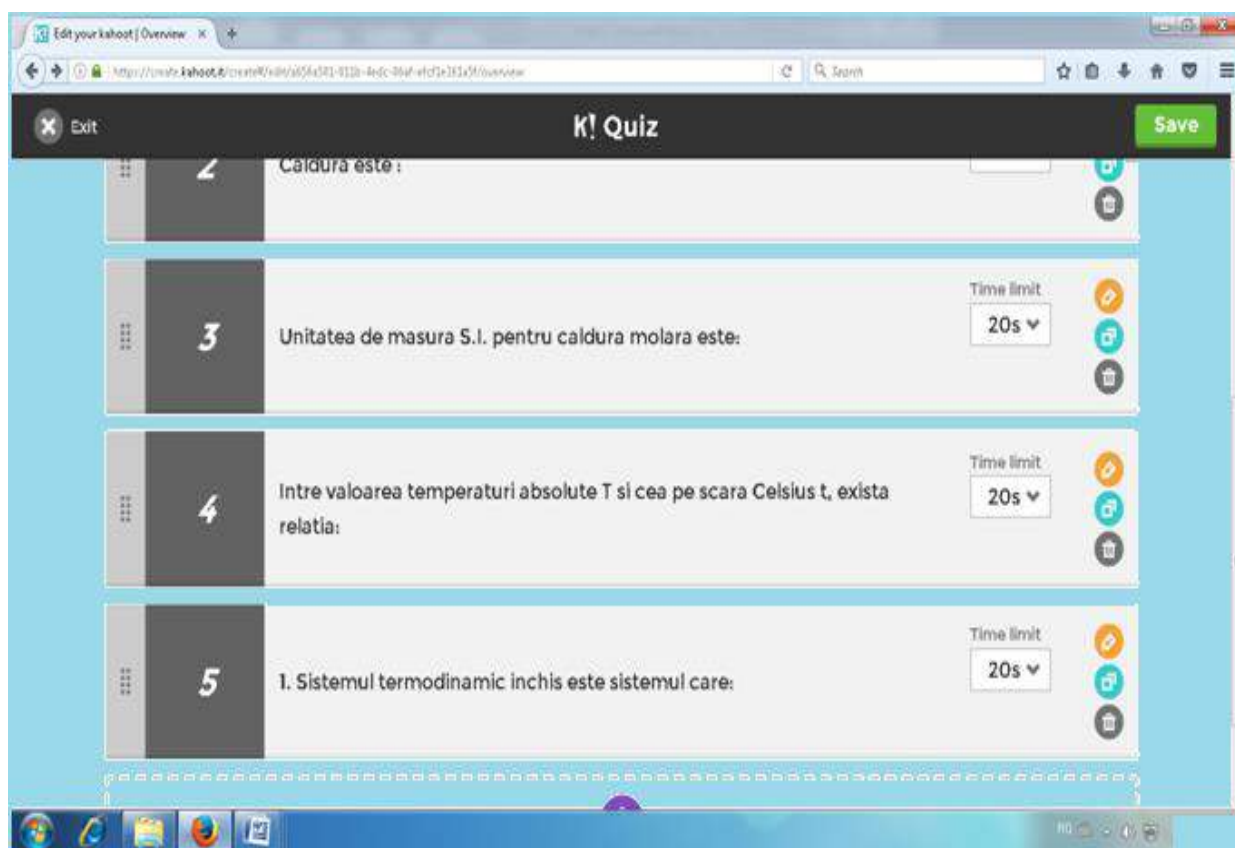 Edit your kahoot | Overview
Search
Exit
K! Quiz
Save
2
Caldura este :
3
Unitatea de masura S.I. pentru caldura molara este:
Time limit
20s
4
Intre valoarea temperaturi absolute T si cea pe scara Celsius t, exista
relatia:
Time limit
20s
5
1. Sistemul termodinamic inchis este sistemul care:
Time limit
20s